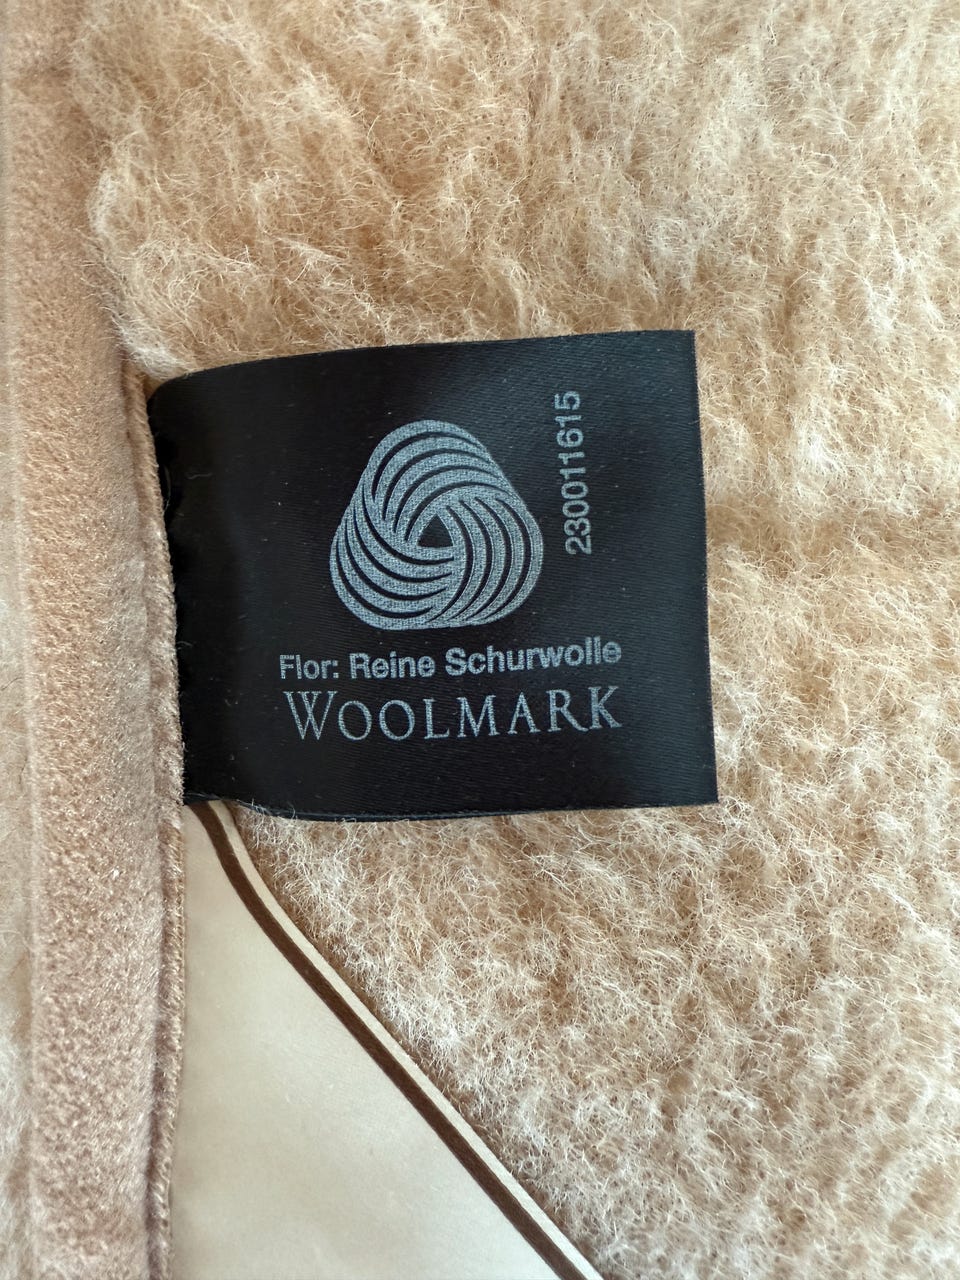 230011615
Flor: Reine Schurwolle
WOOLMARK